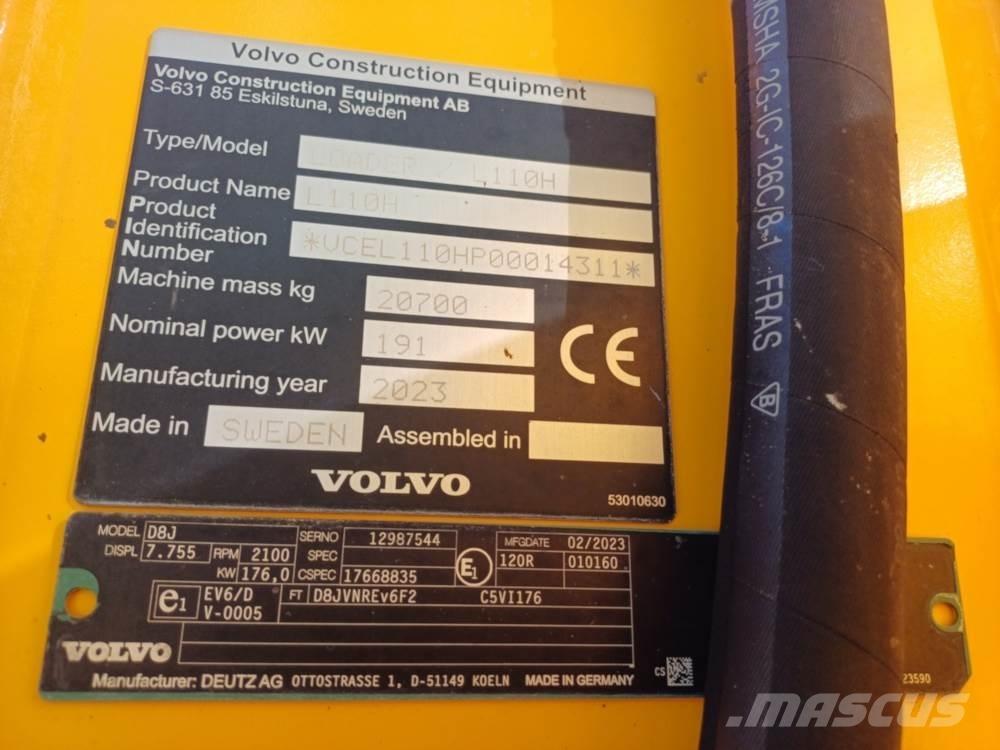 Volvo Construction Equipment
Volvo Construction Equipment AB
S-631 85 Eskilstuna, Sweden
Type/Model LOADER / L110H
Product Name L110H
Product
Identification
Number *VCEL110HP00014311*
Machine mass kg 20700
Nominal power kW 191
Manufacturing year 2023
CE
Made in SWEDEN Assembled in
VOLVO
53010630
MODEL D8J SERNO 12987544 MFGDATE 02/2023
DISPL 7.755 RPM 2100 SPEC 120R 010160
KW 176,0 CSPEC 17668835 E1
e1 EV6/D FT D8JVNREv6F2 C5VI176
V-0005
VOLVO
CS
23590
Manufacturer: DEUTZ AG OTTOSTRASSE 1, D-51149 KOELN MADE IN GERMANY
MSHA 2G-IC-126C/8-1 FRAS B
MASCUS